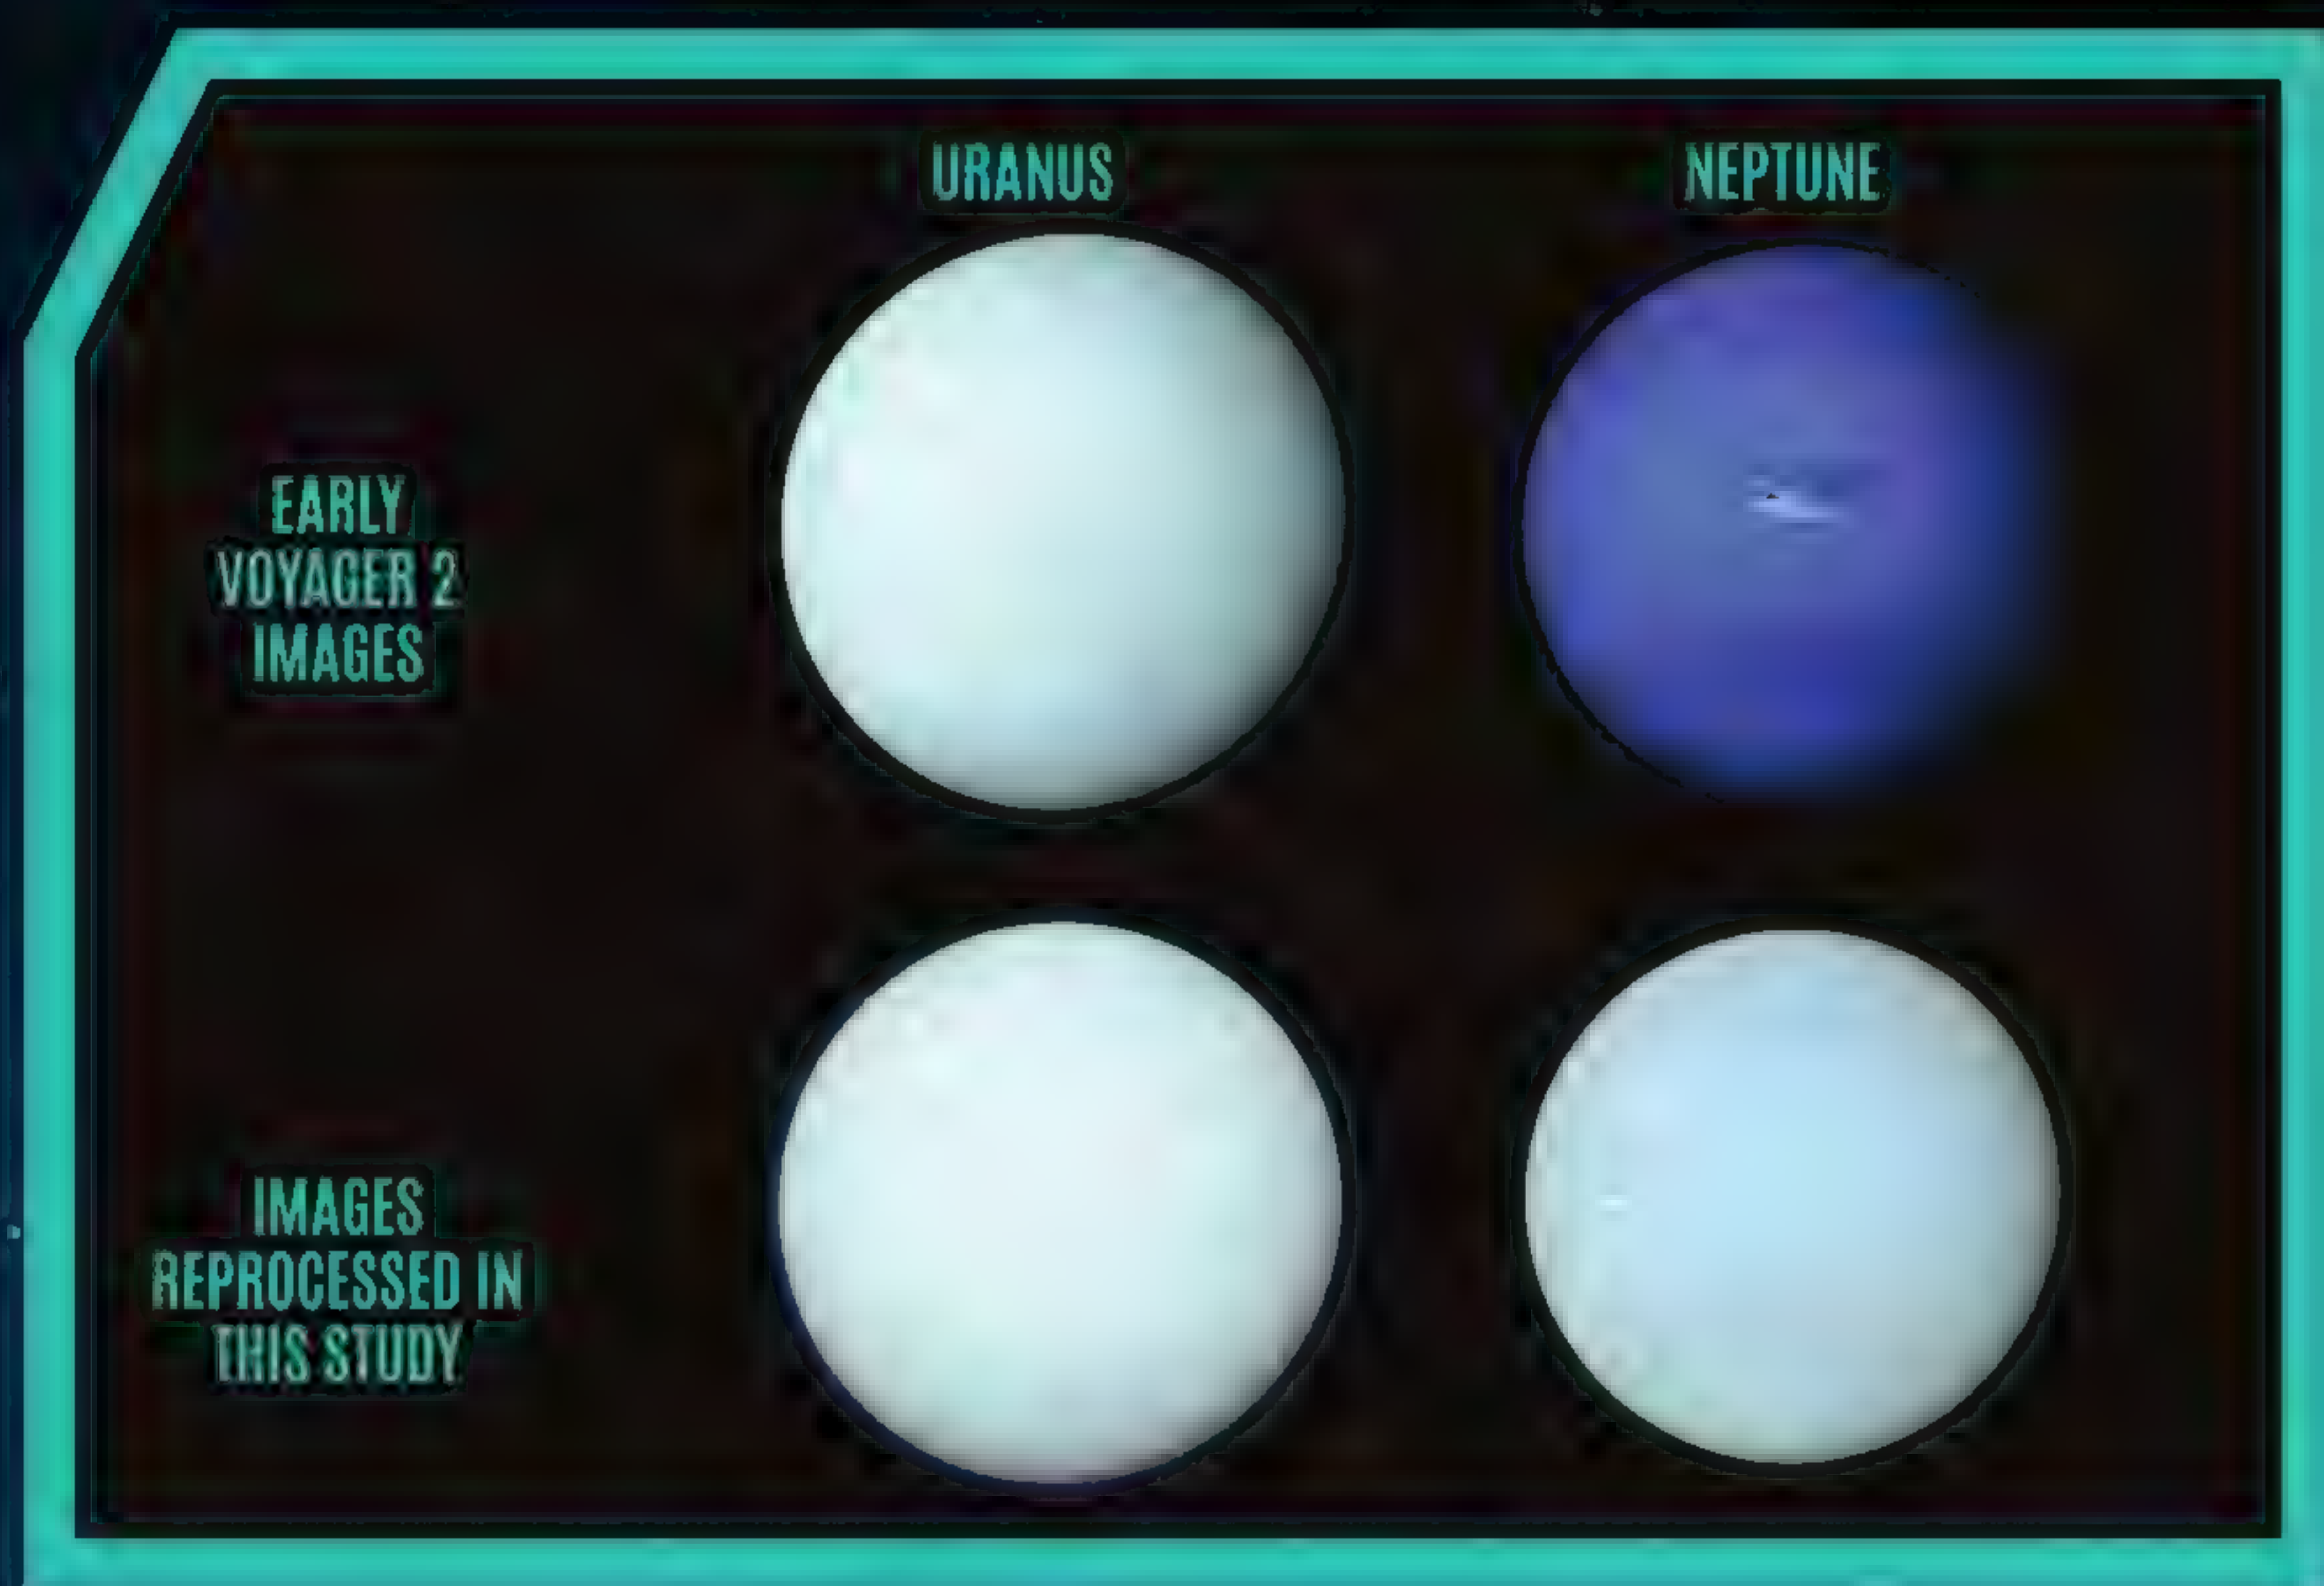 URANUS
NEPTUNE
EARLY
VOYAGER 2
IMAGES
IMAGES
REPROCESSED IN
THIS STUDY